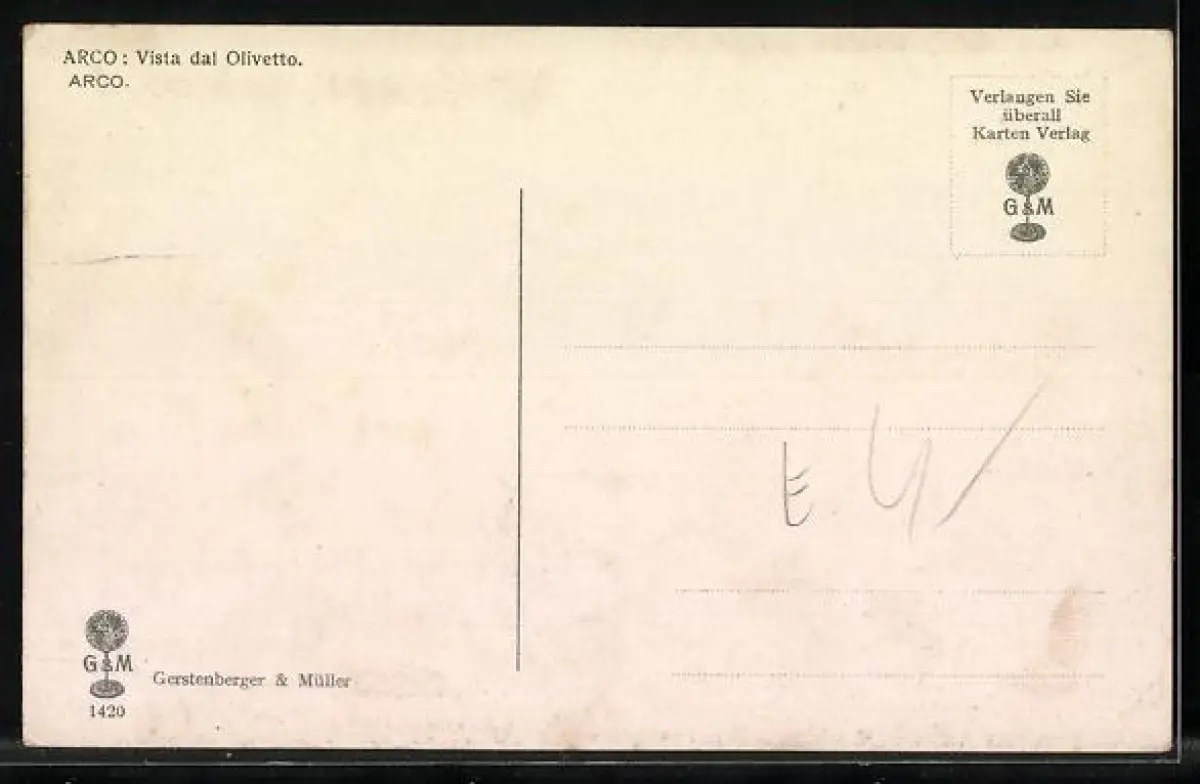 ARCO: Vista dal Olivetto.
ARCO.
Verlangen Sie
überall
Karten Verlag
G&M
E 4/
G&M
Gerstenberger & Müller
1420